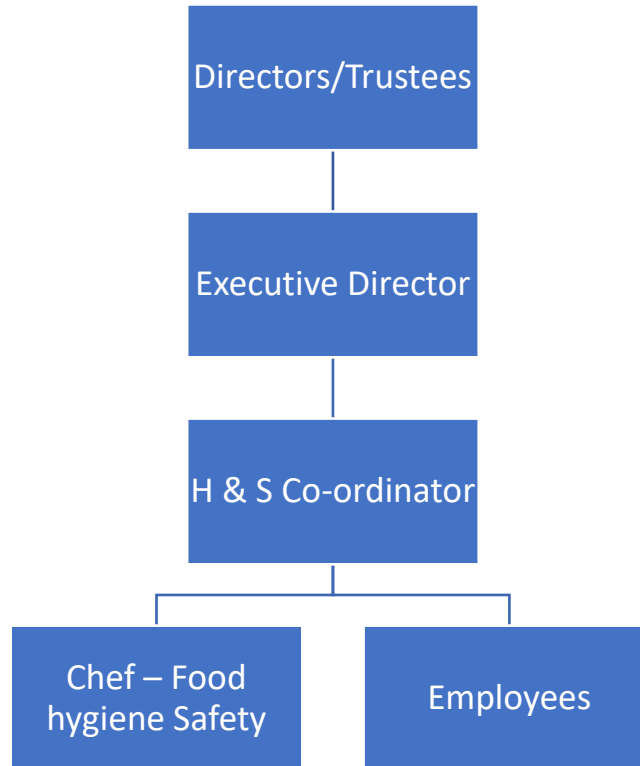 Directors/Trustees
Executive Director
H & S Co-ordinator
Chef – Food
hygiene Safety
Employees